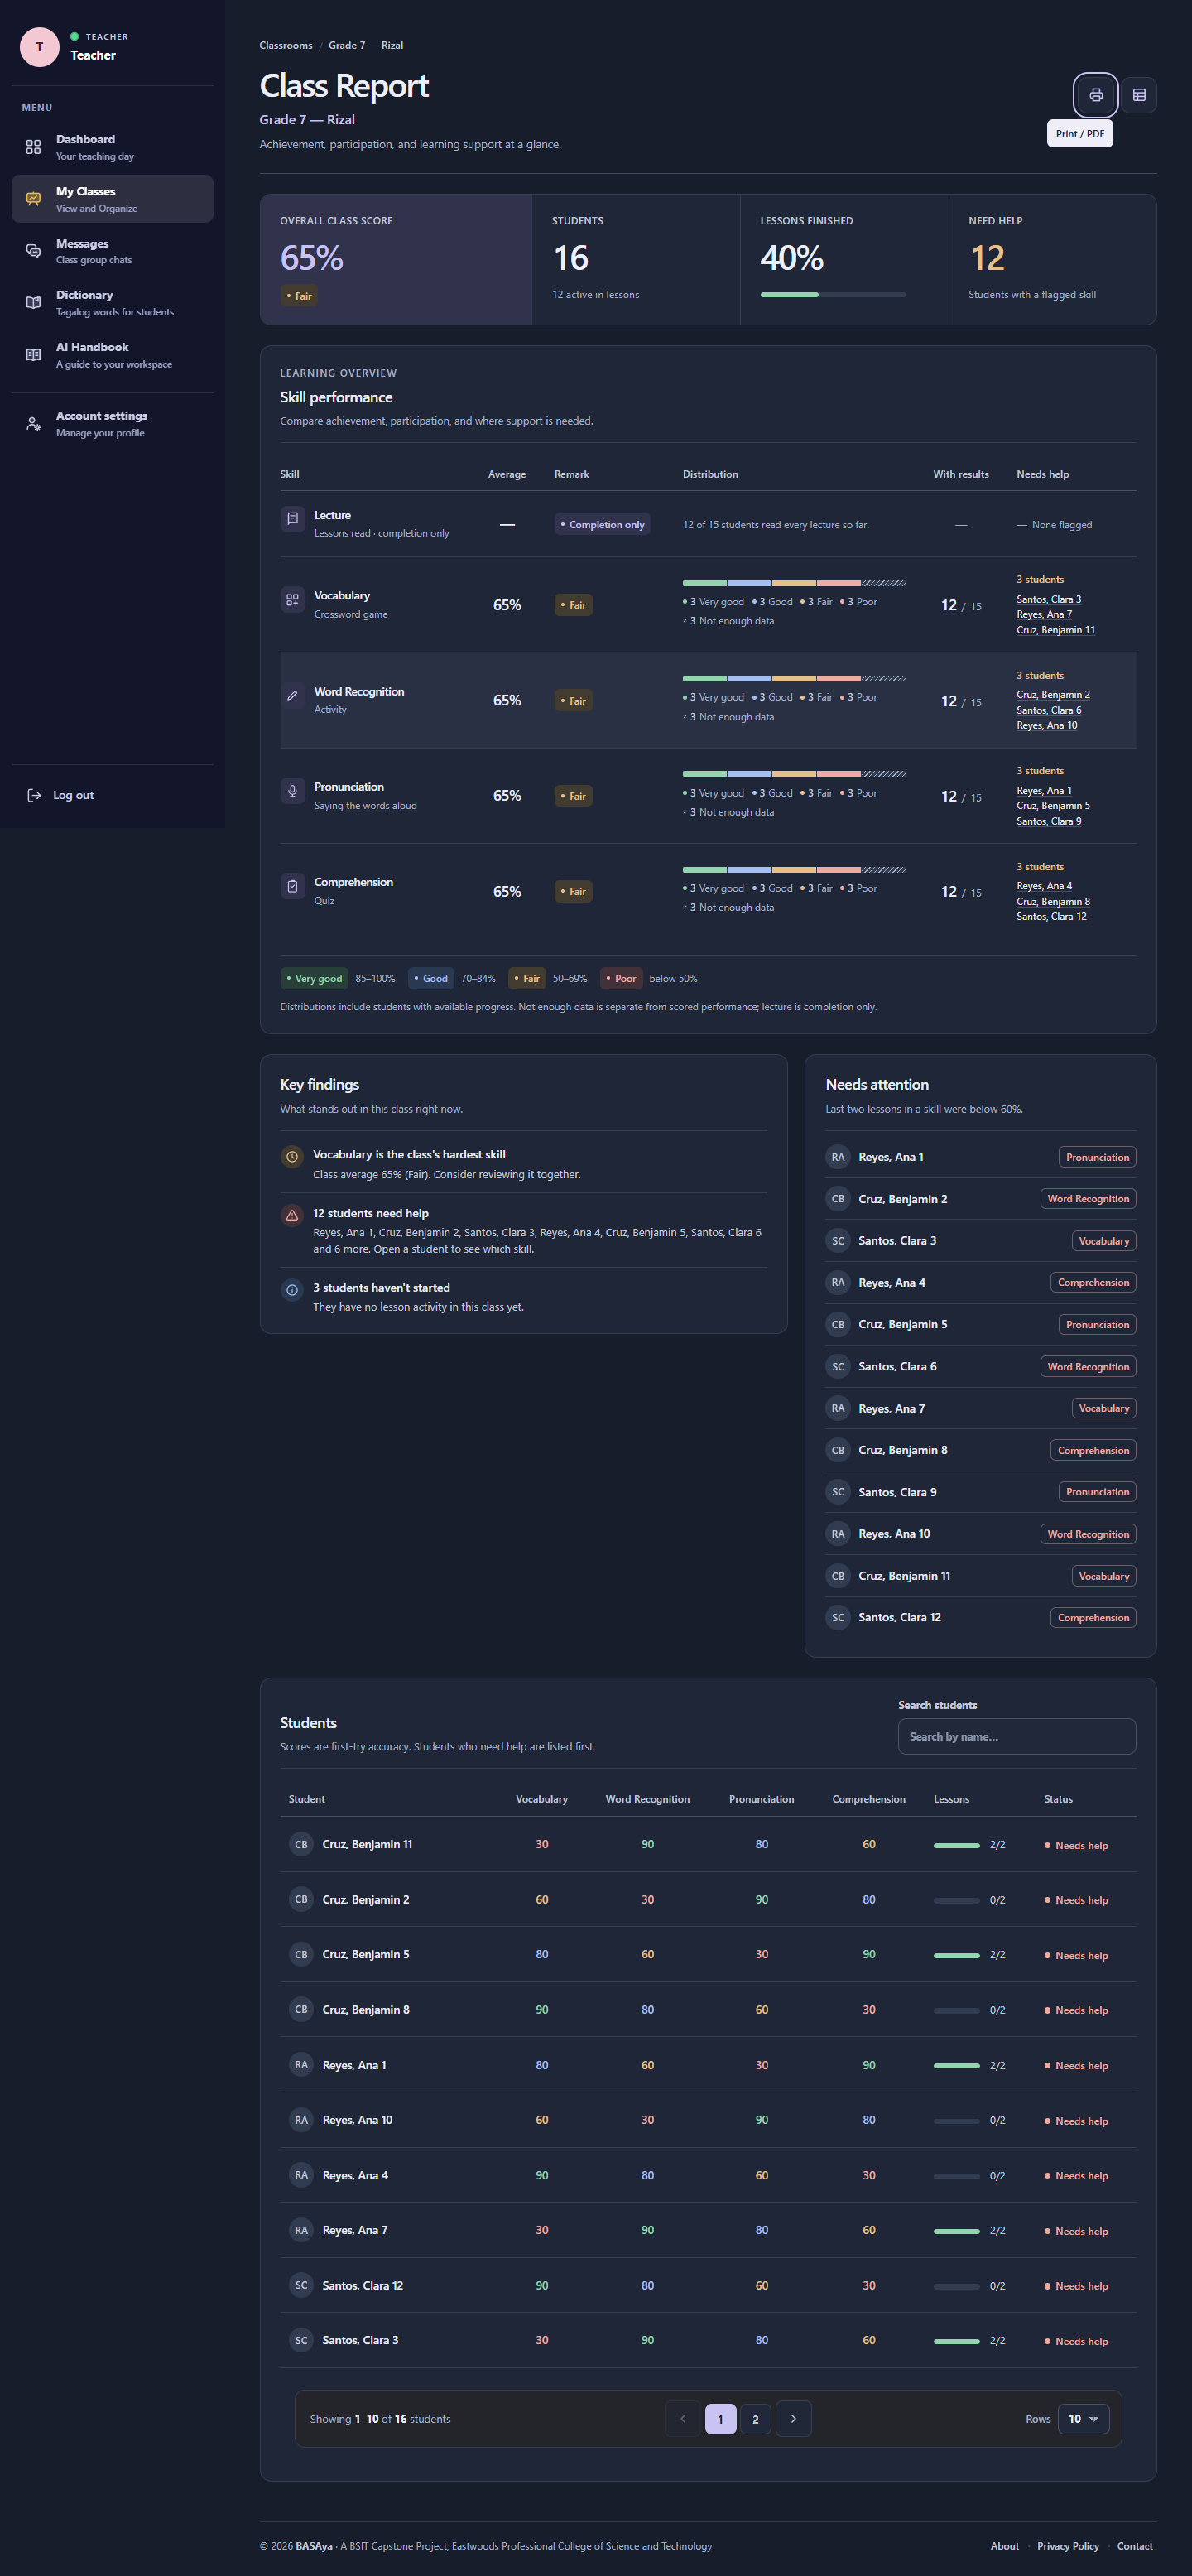 T
TEACHER
Teacher
MENU
Dashboard
Your teaching day
My Classes
View and Organize
Messages
Class group chats
Dictionary
Tagalog words for students
AI Handbook
A guide to your workspace
Account settings
Manage your profile
Log out
Classrooms / Grade 7 — Rizal
Class Report
Grade 7 — Rizal
Achievement, participation, and learning support at a glance.
Print / PDF
OVERALL CLASS SCORE
65%
• Fair
STUDENTS
16
12 active in lessons
LESSONS FINISHED
40%
NEED HELP
12
Students with a flagged skill
LEARNING OVERVIEW
Skill performance
Compare achievement, participation, and where support is needed.
Skill Average Remark Distribution With results Needs help
Lecture
Lessons read · completion only
— • Completion only 12 of 15 students read every lecture so far. — — None flagged
Vocabulary
Crossword game
65% • Fair
3 Very good 3 Good 3 Fair 3 Poor
3 Not enough data
12 / 15
3 students
Santos, Clara 3
Reyes, Ana 7
Cruz, Benjamin 11
Word Recognition
Activity
65% • Fair
3 Very good 3 Good 3 Fair 3 Poor
3 Not enough data
12 / 15
3 students
Cruz, Benjamin 2
Santos, Clara 6
Reyes, Ana 10
Pronunciation
Saying the words aloud
65% • Fair
3 Very good 3 Good 3 Fair 3 Poor
3 Not enough data
12 / 15
3 students
Reyes, Ana 1
Cruz, Benjamin 5
Santos, Clara 9
Comprehension
Quiz
65% • Fair
3 Very good 3 Good 3 Fair 3 Poor
3 Not enough data
12 / 15
3 students
Reyes, Ana 4
Cruz, Benjamin 8
Santos, Clara 12
• Very good 85–100% • Good 70–84% • Fair 50–69% • Poor below 50%
Distributions include students with available progress. Not enough data is separate from scored performance; lecture is completion only.
Key findings
What stands out in this class right now.
Vocabulary is the class's hardest skill
Class average 65% (Fair). Consider reviewing it together.
12 students need help
Reyes, Ana 1, Cruz, Benjamin 2, Santos, Clara 3, Reyes, Ana 4, Cruz, Benjamin 5, Santos, Clara 6
and 6 more. Open a student to see which skill.
3 students haven't started
They have no lesson activity in this class yet.
Needs attention
Last two lessons in a skill were below 60%.
RA Reyes, Ana 1 Pronunciation
CB Cruz, Benjamin 2 Word Recognition
SC Santos, Clara 3 Vocabulary
RA Reyes, Ana 4 Comprehension
CB Cruz, Benjamin 5 Pronunciation
SC Santos, Clara 6 Word Recognition
RA Reyes, Ana 7 Vocabulary
CB Cruz, Benjamin 8 Comprehension
SC Santos, Clara 9 Pronunciation
RA Reyes, Ana 10 Word Recognition
CB Cruz, Benjamin 11 Vocabulary
SC Santos, Clara 12 Comprehension
Students
Scores are first-try accuracy. Students who need help are listed first.
Search students
Search by name...
Student Vocabulary Word Recognition Pronunciation Comprehension Lessons Status
CB Cruz, Benjamin 11 30 90 80 60 2/2 Needs help
CB Cruz, Benjamin 2 60 30 90 80 0/2 Needs help
CB Cruz, Benjamin 5 80 60 30 90 2/2 Needs help
CB Cruz, Benjamin 8 90 80 60 30 0/2 Needs help
RA Reyes, Ana 1 80 60 30 90 2/2 Needs help
RA Reyes, Ana 10 60 30 90 80 0/2 Needs help
RA Reyes, Ana 4 90 80 60 30 0/2 Needs help
RA Reyes, Ana 7 30 90 80 60 2/2 Needs help
SC Santos, Clara 12 90 80 60 30 0/2 Needs help
SC Santos, Clara 3 30 90 80 60 2/2 Needs help
Showing 1–10 of 16 students
1 2
Rows 10
© 2026 BASAya · A BSIT Capstone Project, Eastwoods Professional College of Science and Technology
About · Privacy Policy · Contact